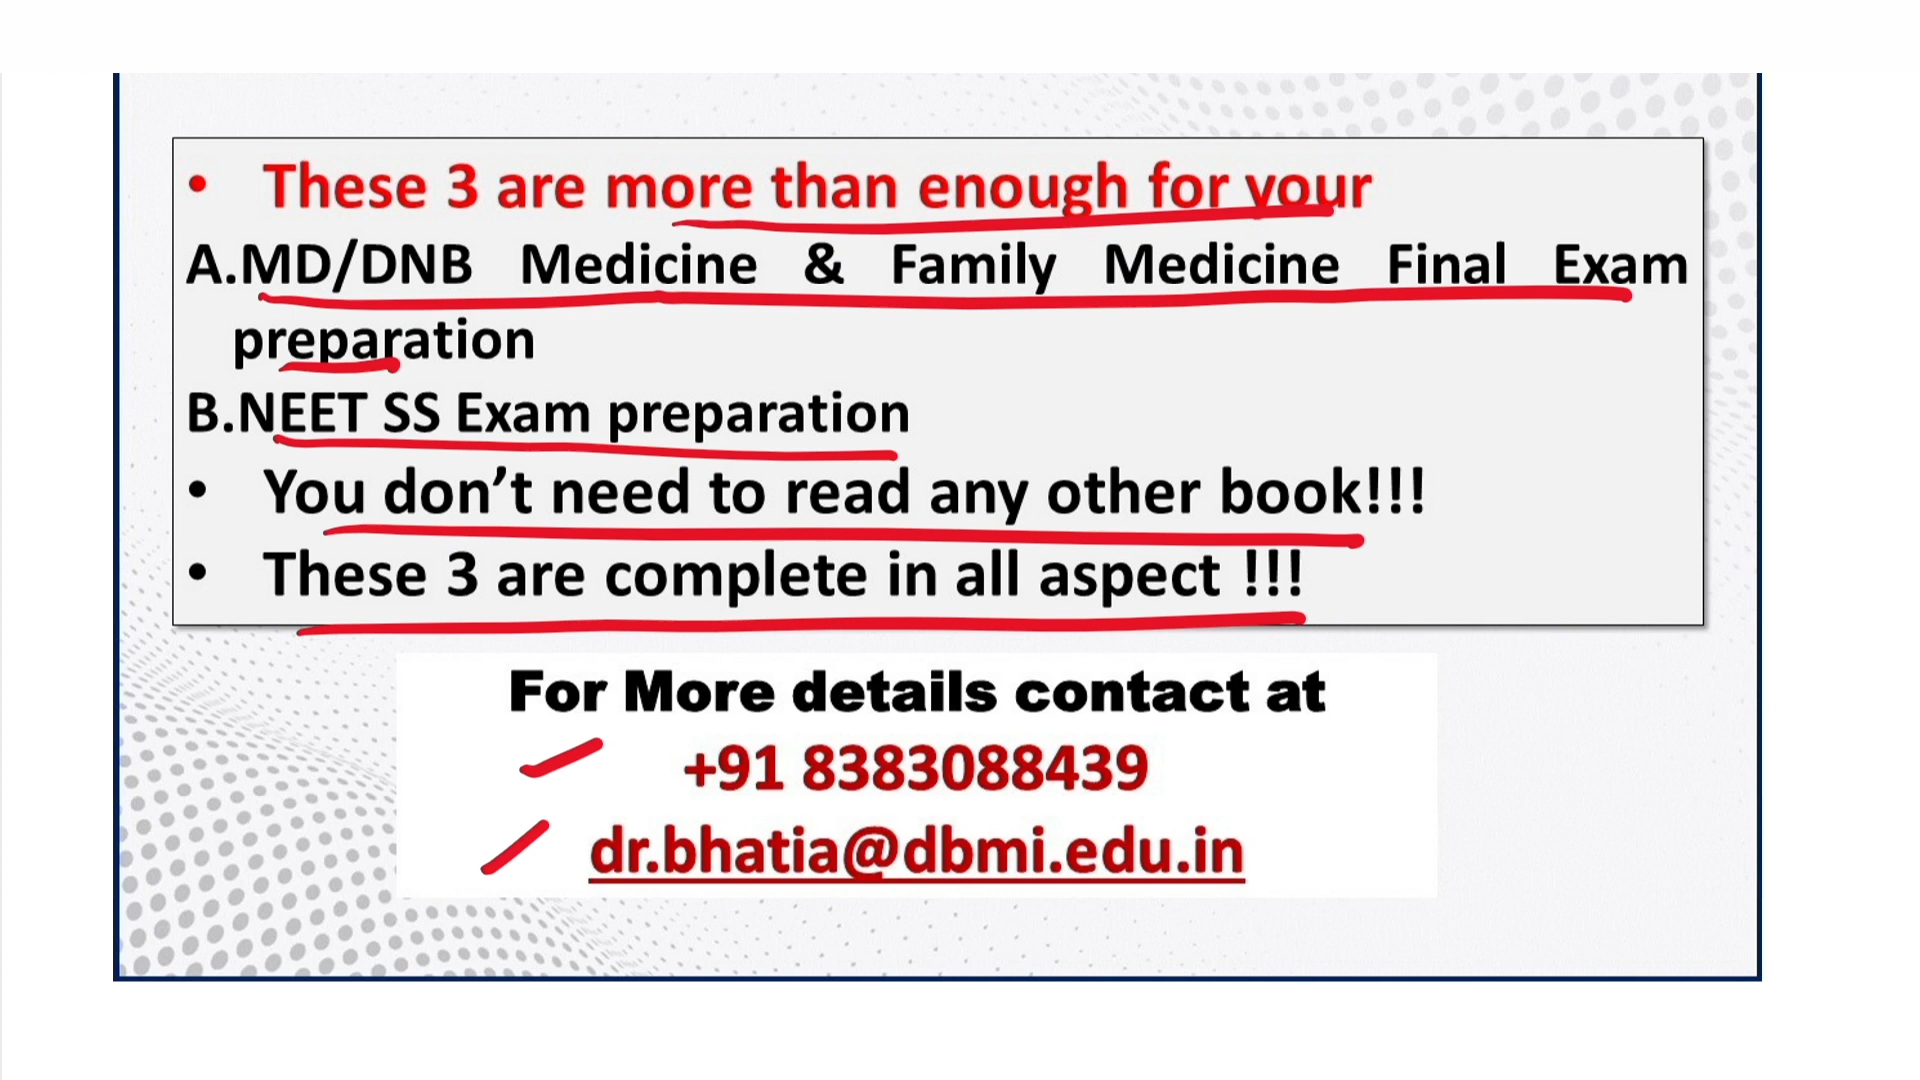 • These 3 are more than enough for your
A.MD/DNB Medicine & Family Medicine Final Exam
preparation
B.NEET SS Exam preparation
• You don’t need to read any other book!!!
• These 3 are complete in all aspect !!!
For More details contact at
+91 8383088439
dr.bhatia@dbmi.edu.in